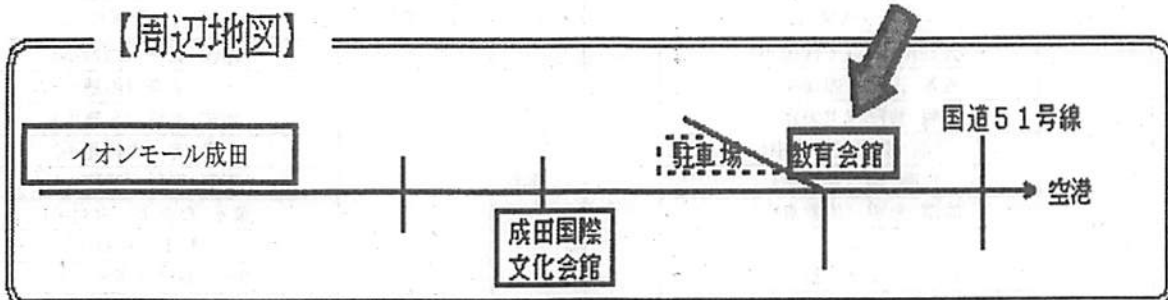 【周辺地図】
国道51号線
イオンモール成田
駐車場
教育会館
空港
成田国際
文化会館